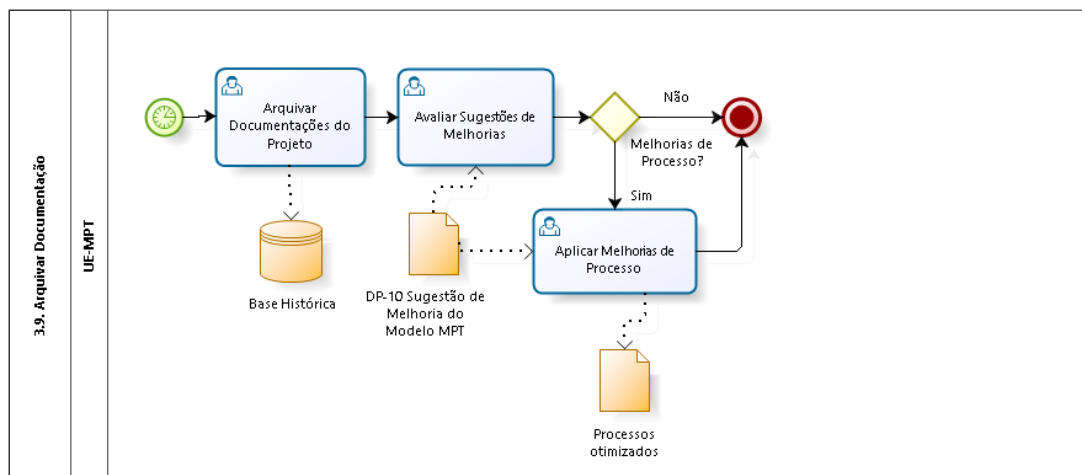 3.9. Arquivar Documentação
UE-MPT
Arquivar
Documentações do
Projeto
Avaliar Sugestões de
Melhorias
Não
Melhorias de
Processo?
Sim
Aplicar Melhorias de
Processo
Base Histórica
DP-10 Sugestão de
Melhoria do
Modelo MPT
Processos
otimizados